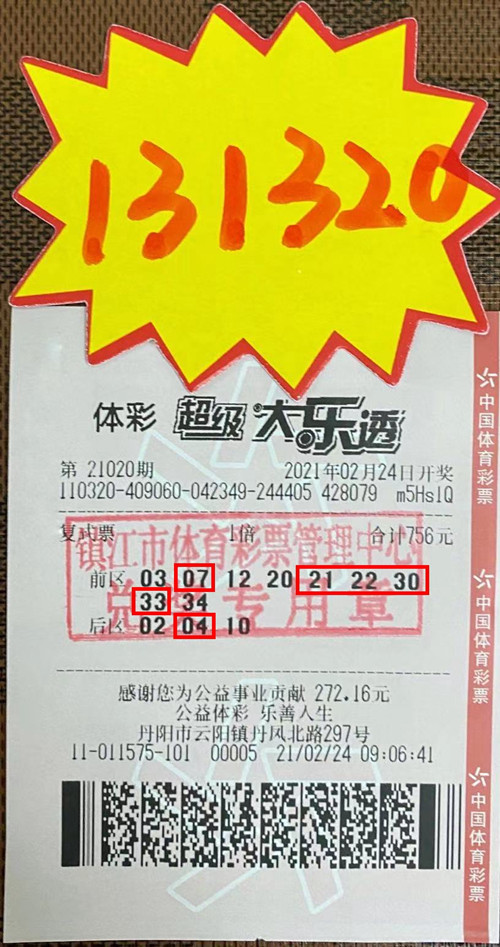 131320
体彩 超级大乐透
第 21020期 2021年02月24日开奖
110320-409060-042349-244405 428079 m5HslQ
复式票 1倍 合计756元
镇江市体育彩票管理中心
前区 03 07 12 20 21 22 30
33 34
兑奖专用章
后区 02 04 10
感谢您为公益事业贡献 272.16元
公益体彩 乐善人生
丹阳市云阳镇丹凤北路297号
11-011575-101 00005 21/02/24 09:06:41
中国体育彩票
中国体育彩票
中国体育彩票